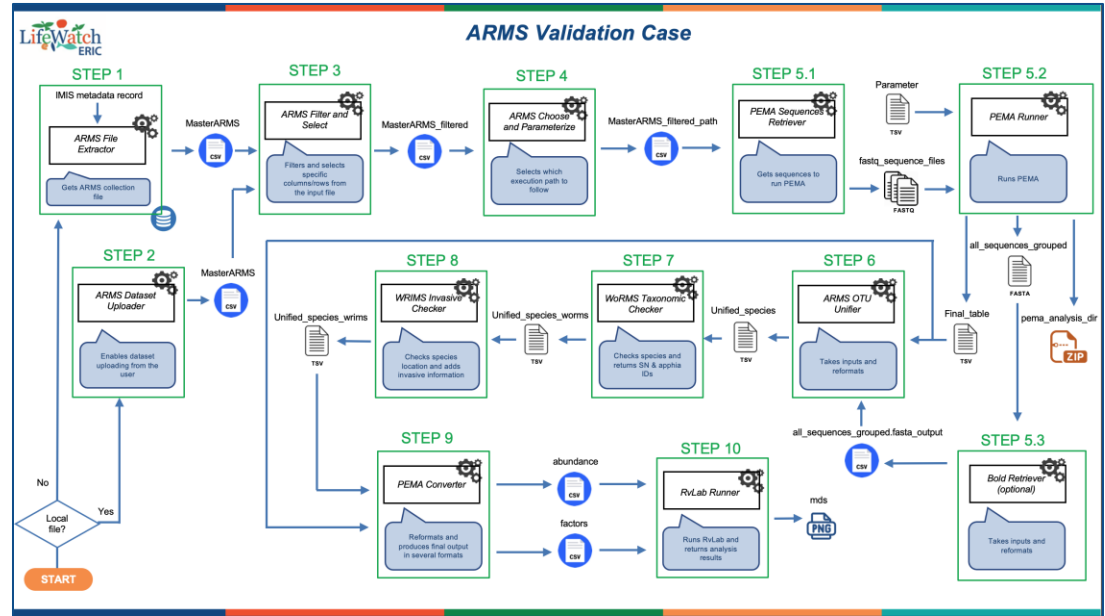 LifeWatch
ERIC
ARMS Validation Case
STEP 1
IMIS metadata record
ARMS File
Extractor
Gets ARMS collection
file
MasterARMS
CSV
STEP 3
ARMS Filter and
Select
Filters and selects
specific
columns/rows from
the input file
MasterARMS_filtered
CSV
STEP 4
ARMS Choose
and Parameterize
Selects which
execution path to
follow
MasterARMS_filtered_path
CSV
STEP 5.1
PEMA Sequences
Retriever
Gets sequences to
run PEMA
Parameter
TSV
fastq_sequence_files
FASTQ
STEP 5.2
PEMA Runner
Runs PEMA
all_sequences_grouped
FASTA
pema_analysis_dir
ZIP
Final_table
TSV
STEP 2
ARMS Dataset
Uploader
Enables dataset
uploading from the
user
MasterARMS
CSV
STEP 8
WRIMS Invasive
Checker
Checks species
location and adds
invasive information
Unified_species_wrims
TSV
STEP 7
WoRMS Taxonomic
Checker
Checks species and
returns SN & apphia
IDs
Unified_species_worms
TSV
STEP 6
ARMS OTU
Unifier
Takes inputs and
reformats
Unified_species
TSV
all_sequences_grouped.fasta_output
CSV
STEP 5.3
Bold Retriever
(optional)
Takes inputs and
reformats
STEP 9
PEMA Converter
Reformats and
produces final output
in several formats
abundance
CSV
factors
CSV
STEP 10
RvLab Runner
Runs RvLab and
returns analysis
results
mds
PNG
No
Yes
Local
file?
START